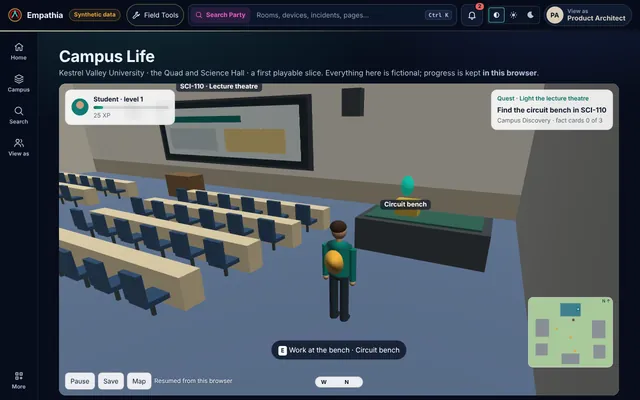 Empathia
Synthetic data
Field Tools
Search Party
Rooms, devices, incidents, pages...
Ctrl K
2
PA
View as
Product Architect
Home
Campus
Search
View as
More
Campus Life
Kestrel Valley University · the Quad and Science Hall · a first playable slice. Everything here is fictional; progress is kept in this browser.
SCI-110 · Lecture theatre
Student · level 1
25 XP
Quest · Light the lecture theatre
Find the circuit bench in SCI-110
Campus Discovery · fact cards 0 of 3
Circuit bench
N
E Work at the bench · Circuit bench
Pause
Save
Map
Resumed from this browser
W N